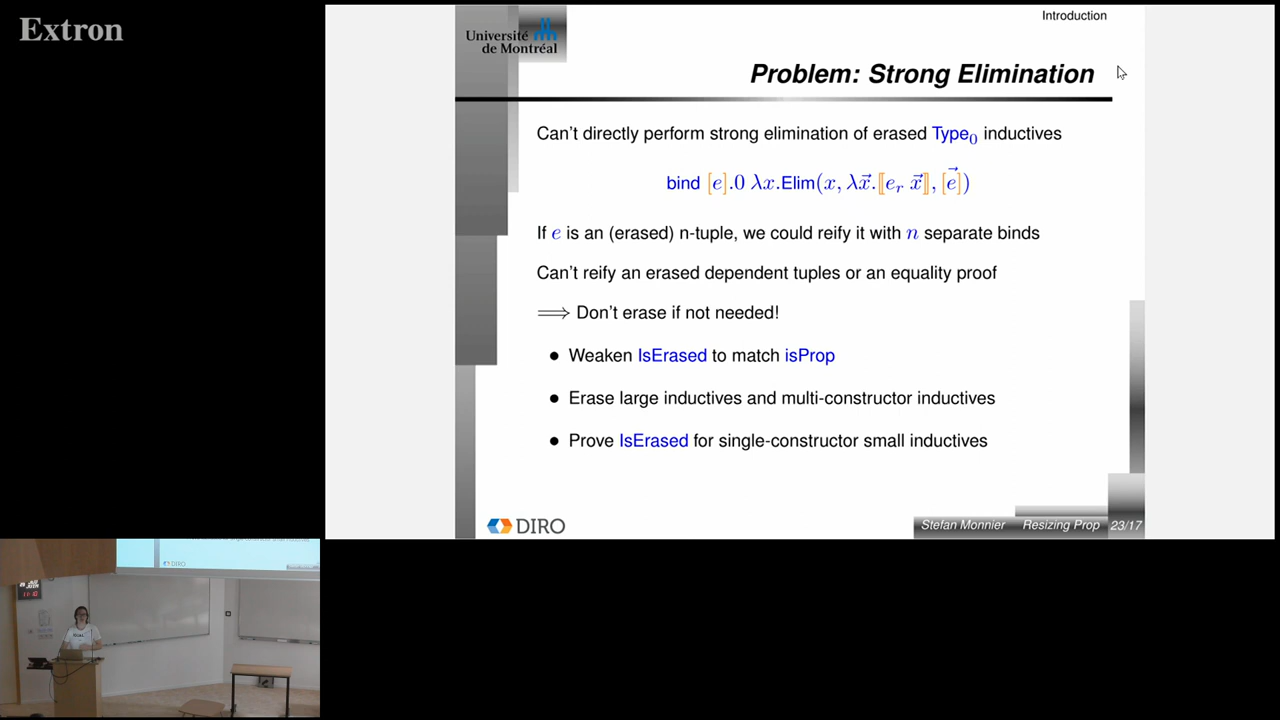 Extron
Introduction
Université
de Montréal
Problem: Strong Elimination
Can't directly perform strong elimination of erased Type₀ inductives
bind [e].0 λx.Elim(x, λx⃗.⟦eᵣ x⃗⟧, [e⃗])
If e is an (erased) n-tuple, we could reify it with n separate binds
Can't reify an erased dependent tuples or an equality proof
⟹ Don't erase if not needed!
● Weaken IsErased to match isProp
● Erase large inductives and multi-constructor inductives
● Prove IsErased for single-constructor small inductives
DIRO
Stefan Monnier Resizing Prop 23/17
DIRO